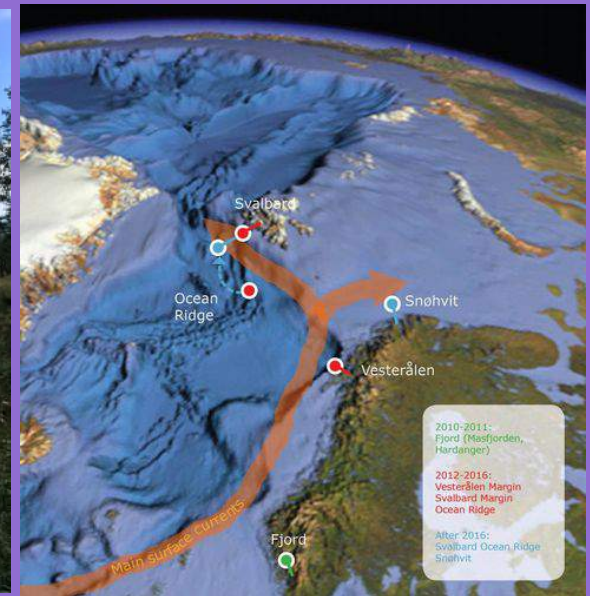 Svalbard
Ocean
Ridge
Snøhvit
Vesterålen
Main surface currents
Fjord
2010-2011:
Fjord (Masfjorden,
Hardanger)
2012-2016:
Vesterålen Margin
Svalbard Margin
Ocean Ridge
After 2016:
Svalbard Ocean Ridge
Snøhvit